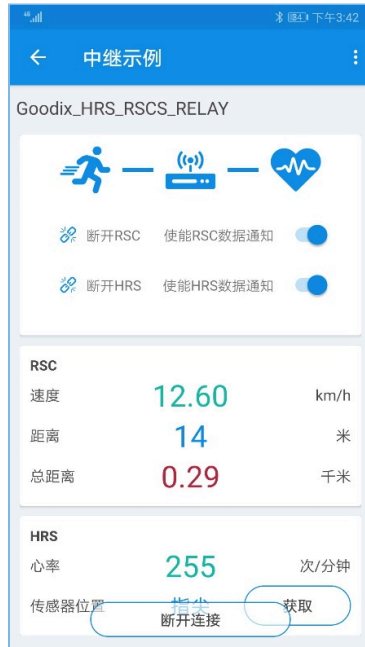 46 下午3:42
中继示例
Goodix_HRS_RSCS_RELAY
断开RSC 使能RSC数据通知
断开HRS 使能HRS数据通知
RSC
速度 12.60 km/h
距离 14 米
总距离 0.29 千米
HRS
心率 255 次/分钟
传感器位置 指尖 获取
断开连接